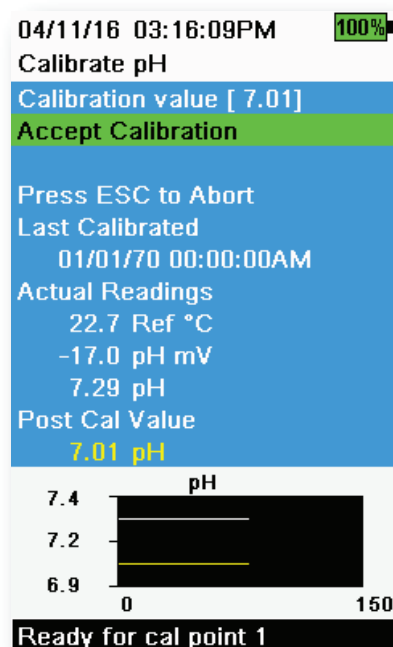 04/11/16 03:16:09PM 100%
Calibrate pH
Calibration value [ 7.01]
Accept Calibration
Press ESC to Abort
Last Calibrated
01/01/70 00:00:00AM
Actual Readings
22.7 Ref °C
-17.0 pH mV
7.29 pH
Post Cal Value
7.01 pH
pH
7.4
7.2
6.9
0 150
Ready for cal point 1